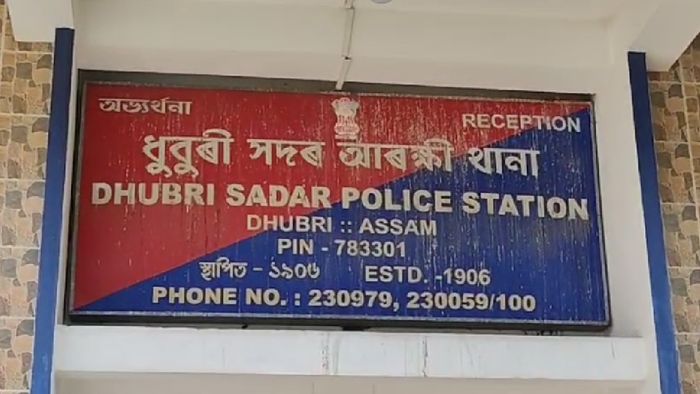 অভ্যৰ্থনা RECEPTION
ধুবুৰী সদৰ আৰক্ষী থানা
DHUBRI SADAR POLICE STATION
DHUBRI :: ASSAM
PIN - 783301
স্থাপিত - ১৯০৬ ESTD. -1906
PHONE NO. : 230979, 230059/100